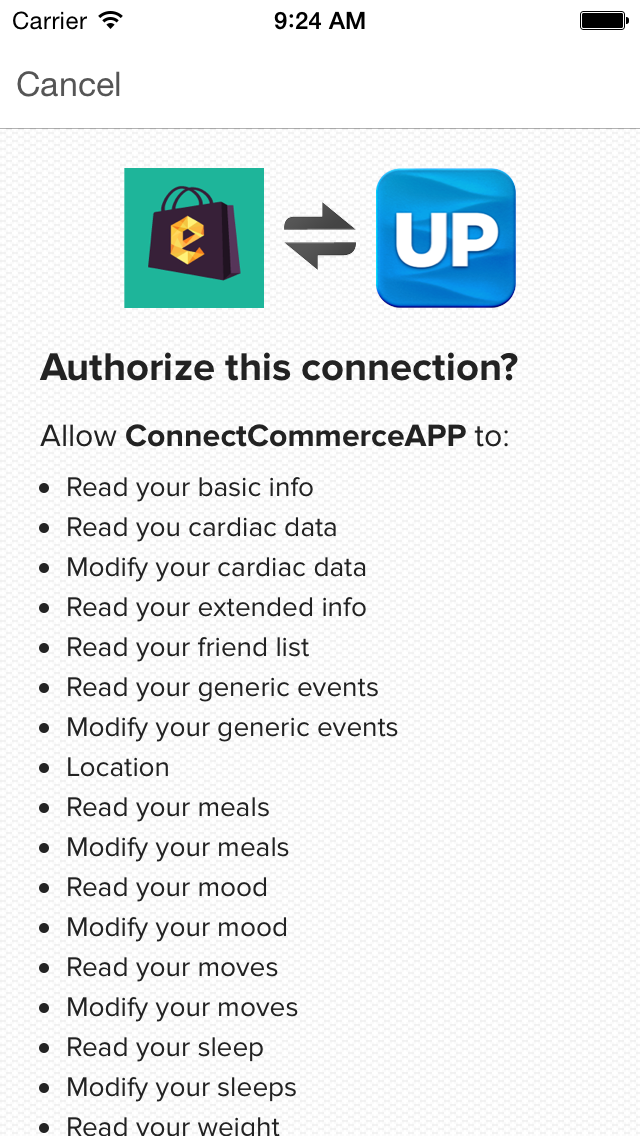 Carrier 9:24 AM
Cancel
e UP
Authorize this connection?
Allow ConnectCommerceAPP to:
• Read your basic info
• Read you cardiac data
• Modify your cardiac data
• Read your extended info
• Read your friend list
• Read your generic events
• Modify your generic events
• Location
• Read your meals
• Modify your meals
• Read your mood
• Modify your mood
• Read your moves
• Modify your moves
• Read your sleep
• Modify your sleeps
• Read your weight